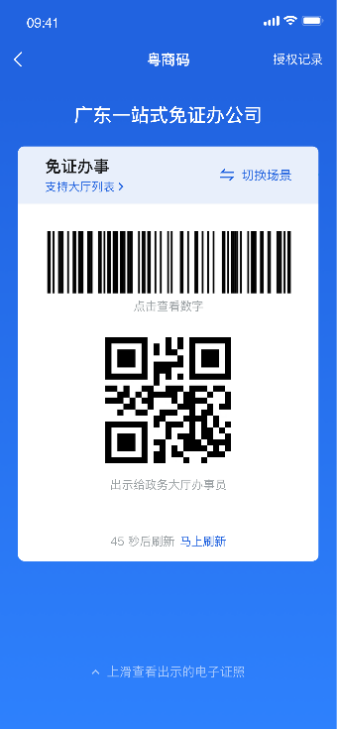 09:41
粤商码 授权记录
广东一站式免证办公司
免证办事
支持大厅列表 切换场景
点击查看数字
出示给政务大厅办事员
45 秒后刷新 马上刷新
上滑查看出示的电子证照